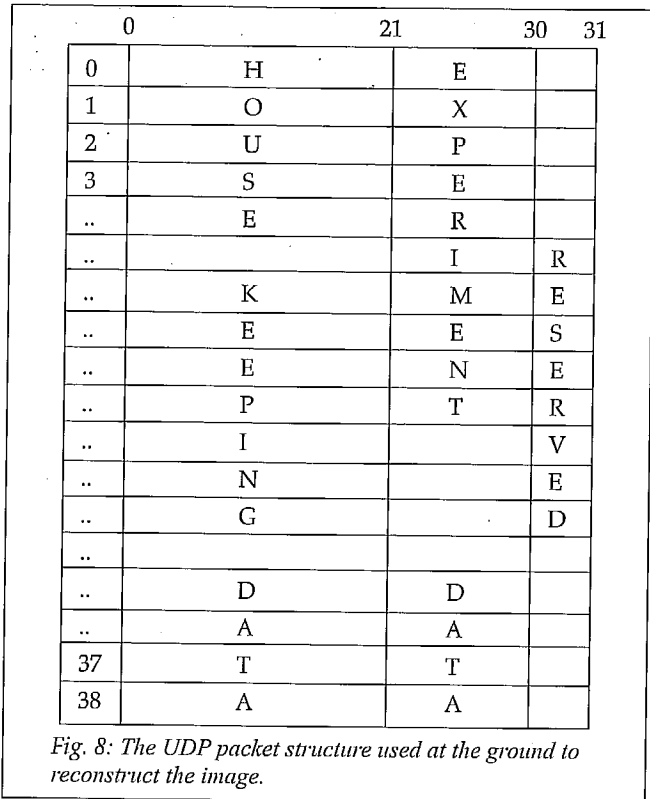 0 21 30 31
0 H E
1 O X
2 U P
3 S E
.. E R
.. I R
.. K M E
.. E E S
.. E N E
.. P T R
.. I V
.. N E
.. G D
..
.. D D
.. A A
37 T T
38 A A
Fig. 8: The UDP packet structure used at the ground to
reconstruct the image.